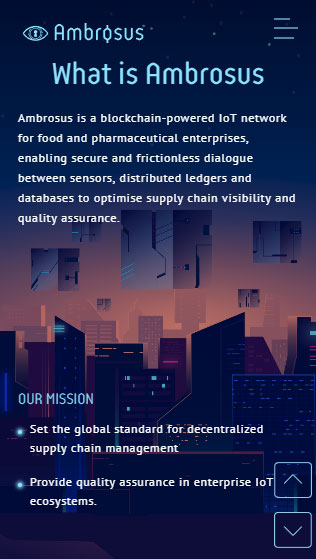 Ambrosus
What is Ambrosus
Ambrosus is a blockchain-powered IoT network
for food and pharmaceutical enterprises,
enabling secure and frictionless dialogue
between sensors, distributed ledgers and
databases to optimise supply chain visibility and
quality assurance.
OUR MISSION
Set the global standard for decentralized
supply chain management
Provide quality assurance in enterprise IoT
ecosystems.